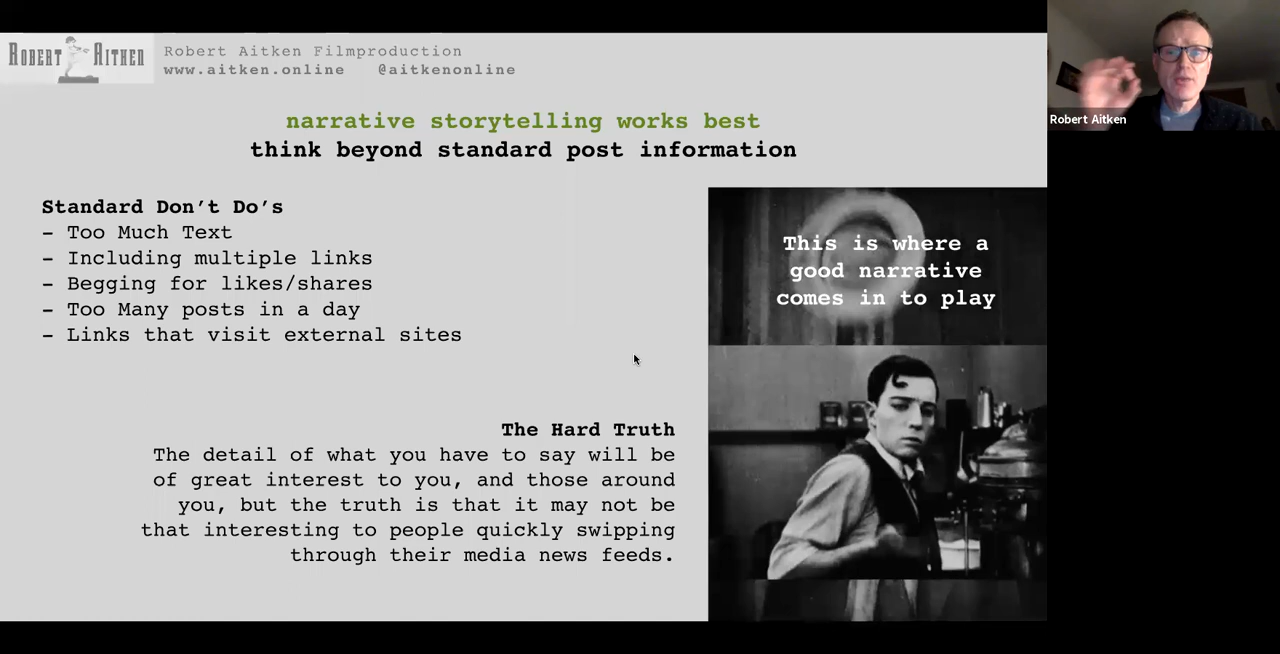 ROBERT AITKEN
Robert Aitken Filmproduction
www.aitken.online @aitkenonline
narrative storytelling works best
think beyond standard post information
Standard Don’t Do’s
- Too Much Text
- Including multiple links
- Begging for likes/shares
- Too Many posts in a day
- Links that visit external sites
The Hard Truth
The detail of what you have to say will be
of great interest to you, and those around
you, but the truth is that it may not be
that interesting to people quickly swipping
through their media news feeds.
This is where a
good narrative
comes in to play
Robert Aitken